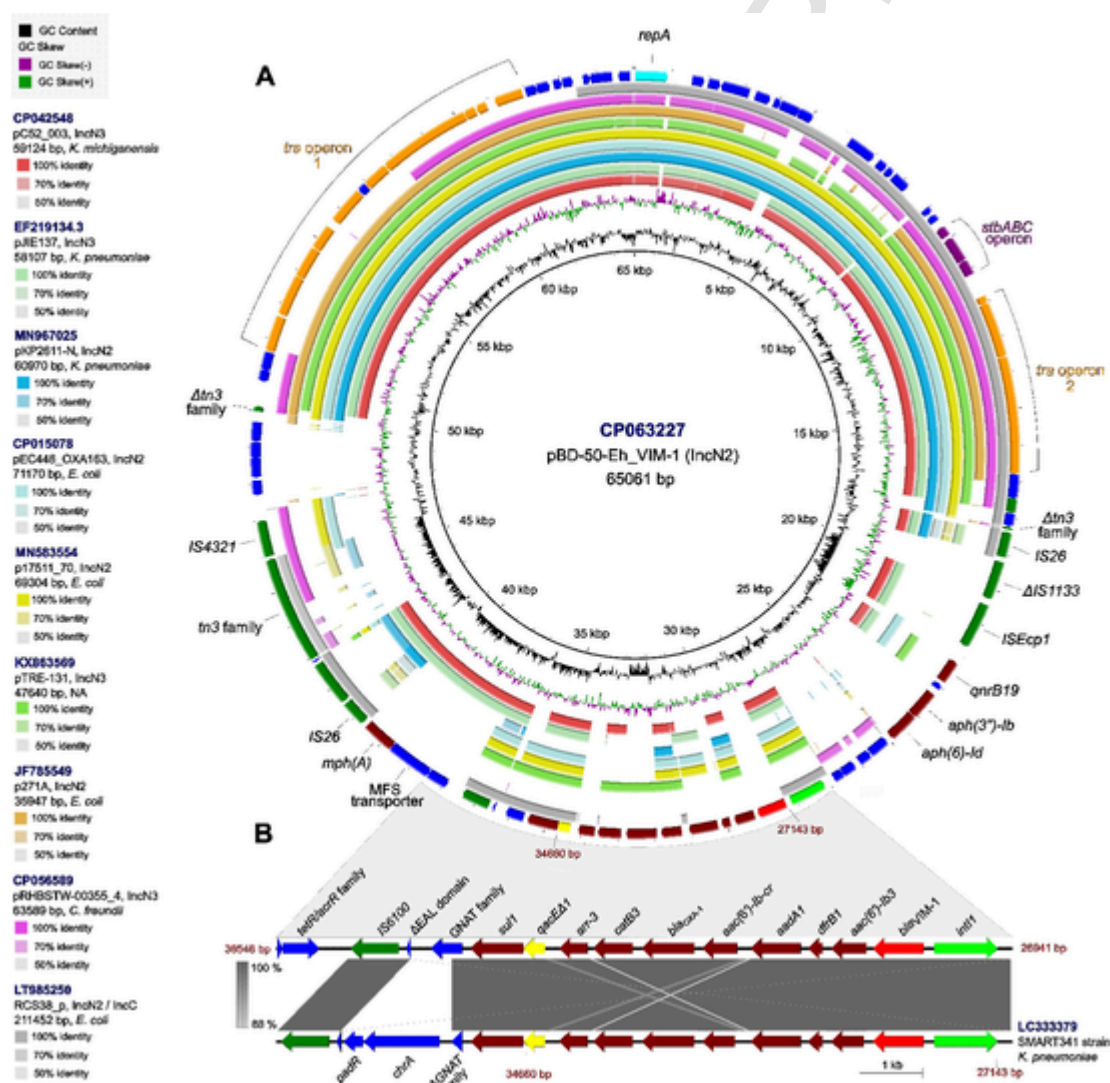 GC Content
GC Skew
GC Skew(-)
GC Skew(+)
CP042548
pC52_003, IncN3
59124 bp, K. michiganensis
100% identity
70% identity
50% identity
EF219134.3
pJIE137, IncN3
58107 bp, K. pneumoniae
100% identity
70% identity
50% identity
MN967025
pKP2611-N, IncN2
60970 bp, K. pneumoniae
100% identity
70% identity
50% identity
CP015078
pEC448_OXA163, IncN2
71170 bp, E. coli
100% identity
70% identity
50% identity
MN583554
p17511_70, IncN2
69304 bp, E. coli
100% identity
70% identity
50% identity
KX863569
pTRE-131, IncN3
47640 bp, NA
100% identity
70% identity
50% identity
JF785549
p271A, IncN2
35947 bp, E. coli
100% identity
70% identity
50% identity
CP056589
pRHBSTW-00355_4, IncN3
63589 bp, C. freundii
100% identity
70% identity
50% identity
LT985250
RCS38_p, IncN2 / IncC
211452 bp, E. coli
100% identity
70% identity
50% identity
A
repA
tra operon
1
stbABC
operon
tra operon
2
Δtn3
family
IS26
ΔIS1133
ISEcp1
qnrB19
aph(3")-Ib
aph(6)-Id
27143 bp
34660 bp
MFS
transporter
mph(A)
IS26
tn3 family
IS4321
Δtn3
family
65 kbp
5 kbp
10 kbp
15 kbp
20 kbp
25 kbp
30 kbp
35 kbp
40 kbp
45 kbp
50 kbp
55 kbp
60 kbp
CP063227
pBD-50-Eh_VIM-1 (IncN2)
65061 bp
B
tetR/acrR family
IS6100
ΔEAL domain
GNAT family
sul1
qacEΔ1
arr-3
catB3
blaOXA-1
aac(6')-Ib-cr
aadA1
dfrB1
aac(6')-Ib3
blaVIM-1
intI1
38546 bp
26941 bp
100 %
88 %
LC333379
SMART341 strain
K. pneumoniae
padR
chrA
ΔGNAT
family
34660 bp
1 kb
27143 bp